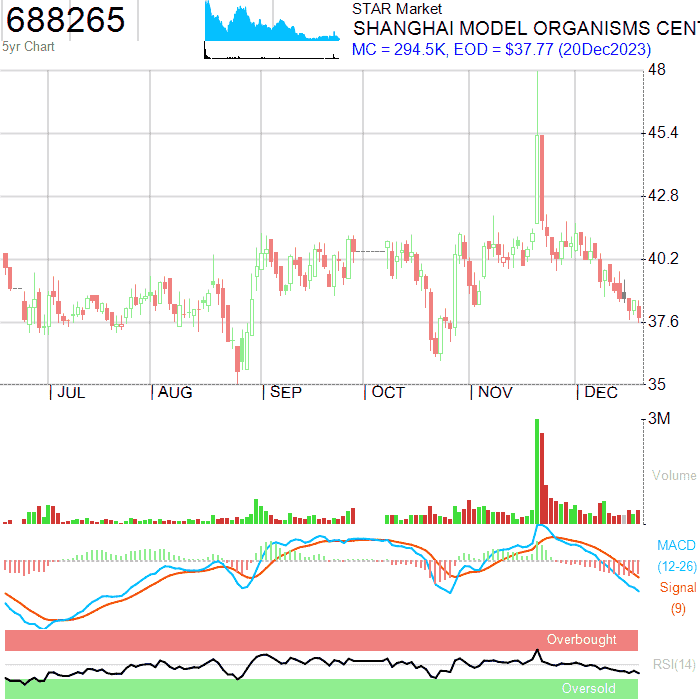 688265
5yr Chart
STAR Market
SHANGHAI MODEL ORGANISMS CENT
MC = 294.5K, EOD = $37.77 (20Dec2023)
48
45.4
42.8
40.2
37.6
35
JUL AUG SEP OCT NOV DEC
3M
Volume
MACD
(12-26)
Signal
(9)
Overbought
RSI(14)
Oversold